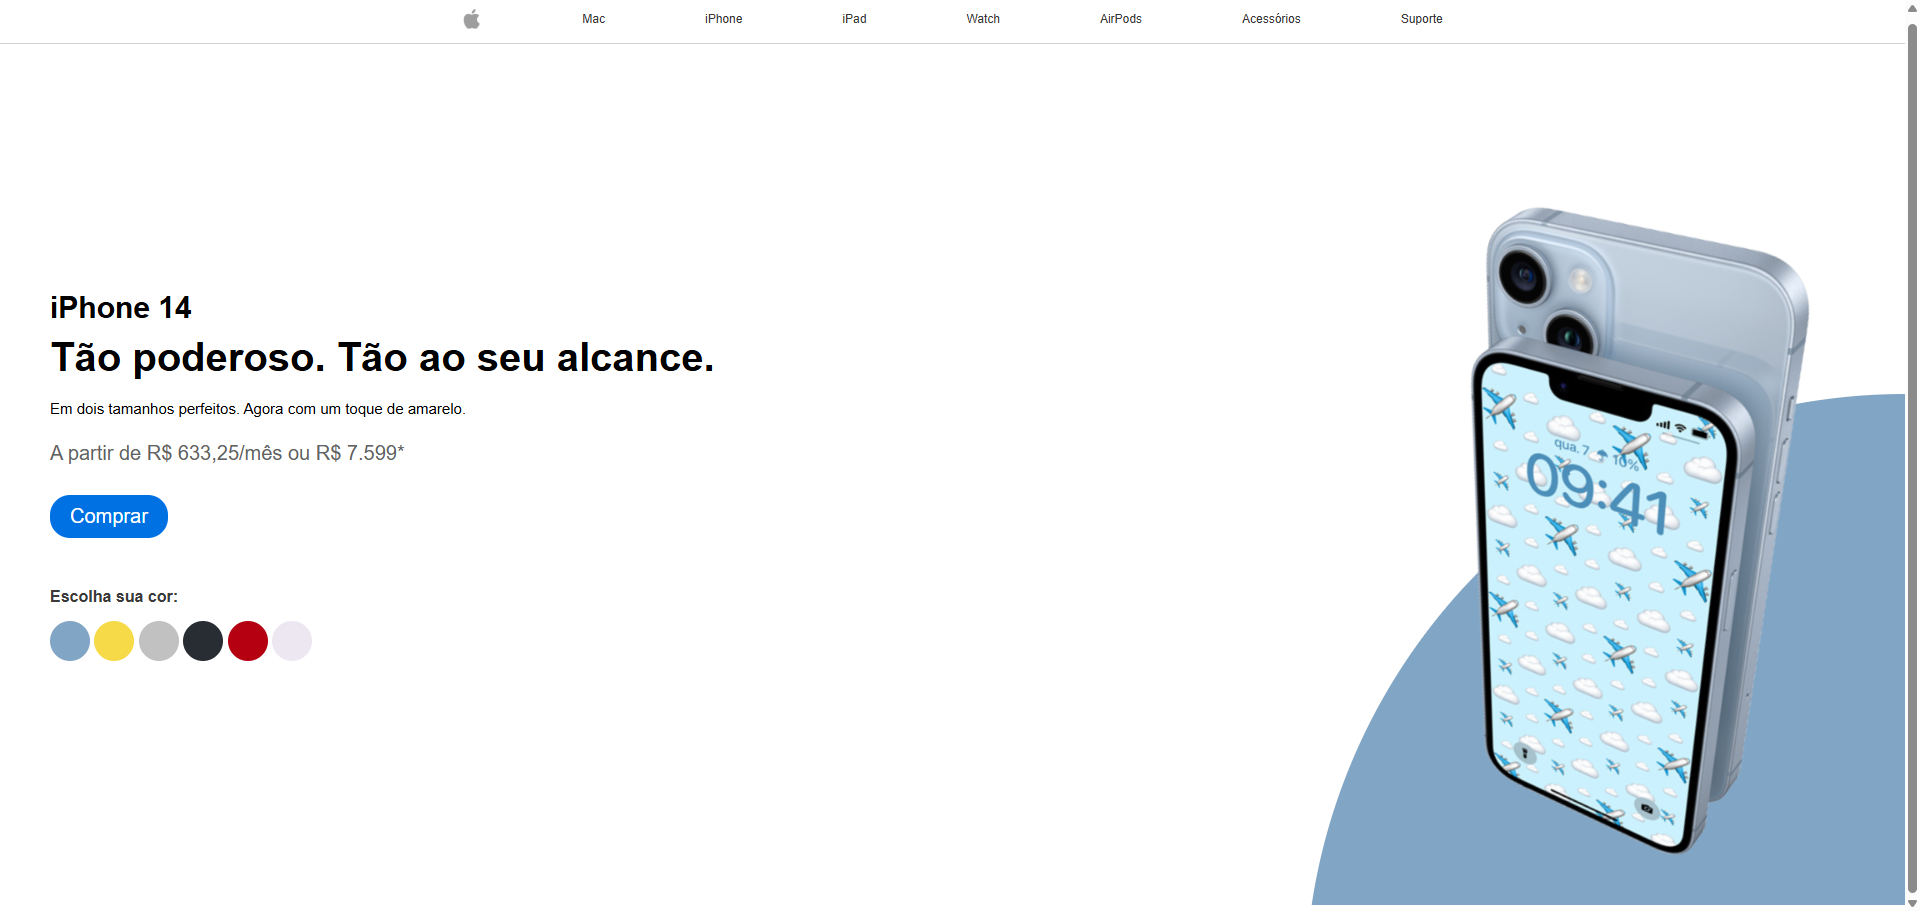 Mac iPhone iPad Watch AirPods Acessórios Suporte
iPhone 14
Tão poderoso. Tão ao seu alcance.
Em dois tamanhos perfeitos. Agora com um toque de amarelo.
A partir de R$ 633,25/mês ou R$ 7.599*
Comprar
Escolha sua cor:
qua. 7 10%
09:41